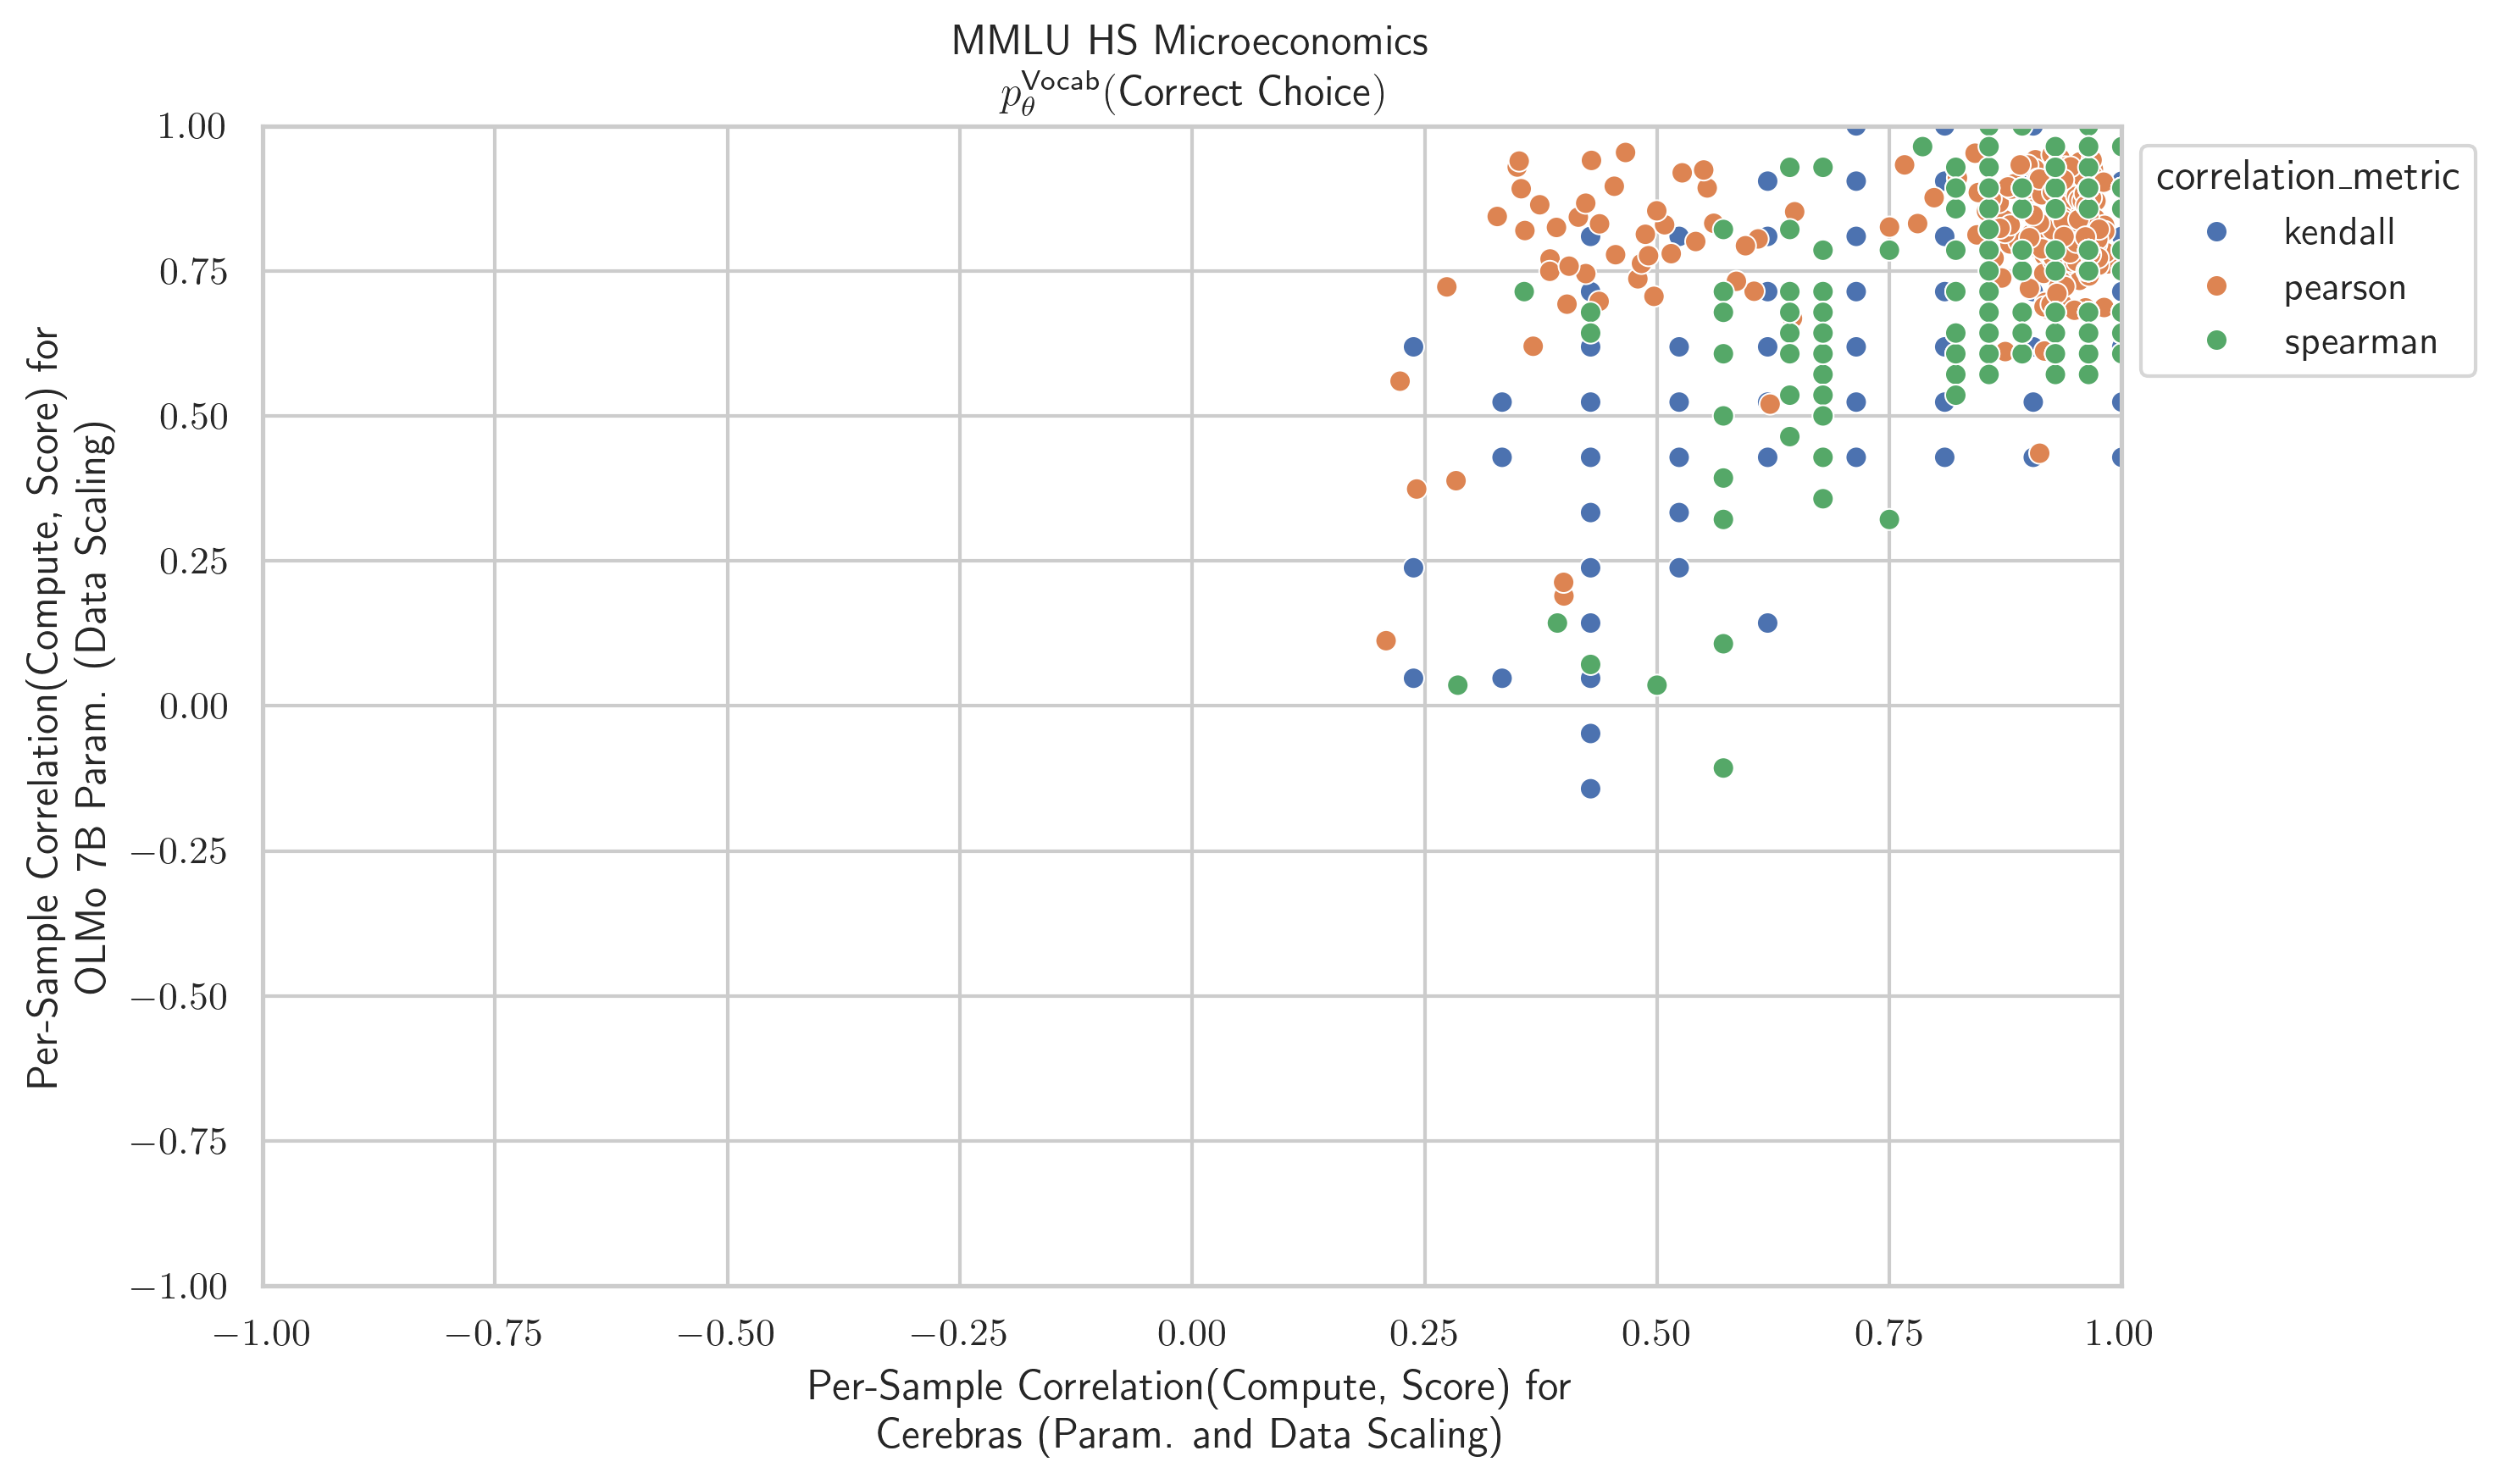 MMLU HS Microeconomics
p_θ^Vocab(Correct Choice)
1.00
0.75
0.50
0.25
0.00
−0.25
−0.50
−0.75
−1.00
Per-Sample Correlation(Compute, Score) for
OLMo 7B Param. (Data Scaling)
correlation_metric
kendall
pearson
spearman
−1.00 −0.75 −0.50 −0.25 0.00 0.25 0.50 0.75 1.00
Per-Sample Correlation(Compute, Score) for
Cerebras (Param. and Data Scaling)